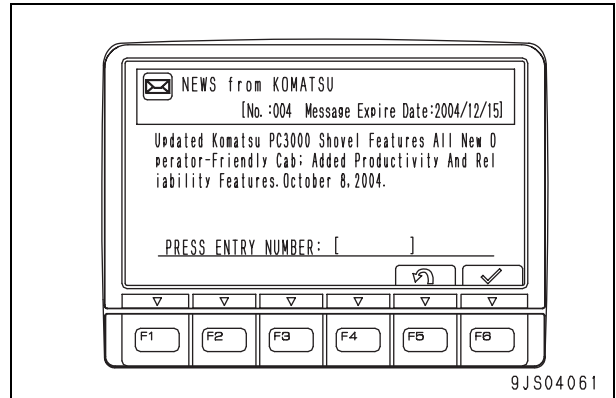 NEWS from KOMATSU
[No.:004 Message Expire Date:2004/12/15]
Updated Komatsu PC3000 Shovel Features All New O
perator-Friendly Cab; Added Productivity And Rel
iability Features.October 8,2004.
PRESS ENTRY NUMBER: [ ]
F1 F2 F3 F4 F5 F6
9JS04061